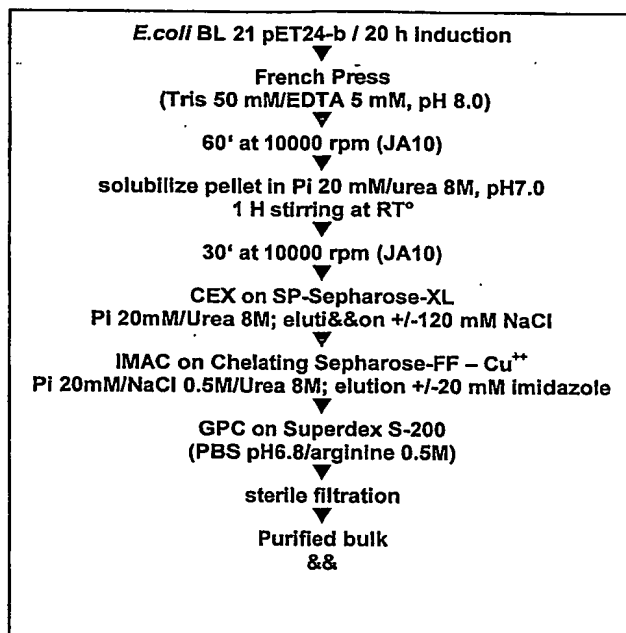 E.coli BL 21 pET24-b / 20 h induction
French Press
(Tris 50 mM/EDTA 5 mM, pH 8.0)
60‘ at 10000 rpm (JA10)
solubilize pellet in Pi 20 mM/urea 8M, pH7.0
1 H stirring at RT°
30‘ at 10000 rpm (JA10)
CEX on SP-Sepharose-XL
Pi 20mM/Urea 8M; eluti&&on +/-120 mM NaCl
IMAC on Chelating Sepharose-FF – Cu⁺⁺
Pi 20mM/NaCl 0.5M/Urea 8M; elution +/-20 mM imidazole
GPC on Superdex S-200
(PBS pH6.8/arginine 0.5M)
sterile filtration
Purified bulk
&&